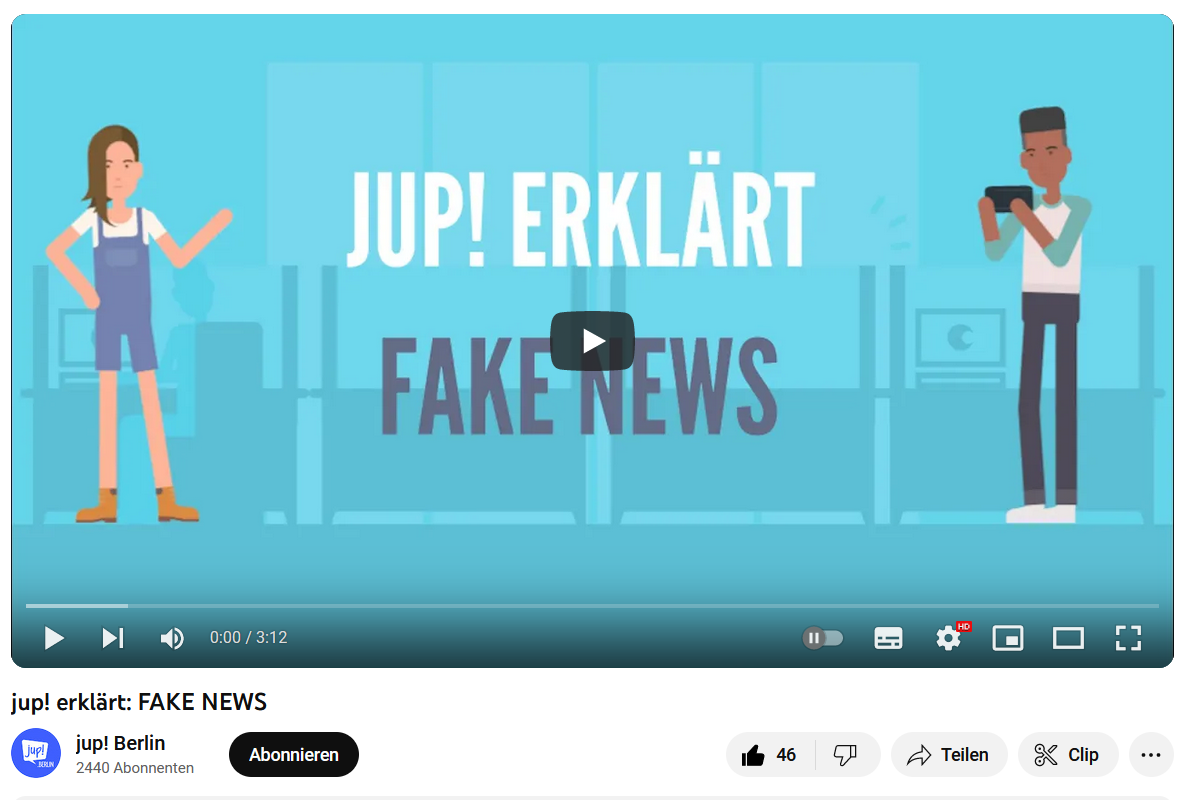 JUP! ERKLÄRT
FAKE NEWS
0:00 / 3:12
HD
jup! erklärt: FAKE NEWS
jup! BERLIN
jup! Berlin
2440 Abonnenten
Abonnieren
46
Teilen
Clip